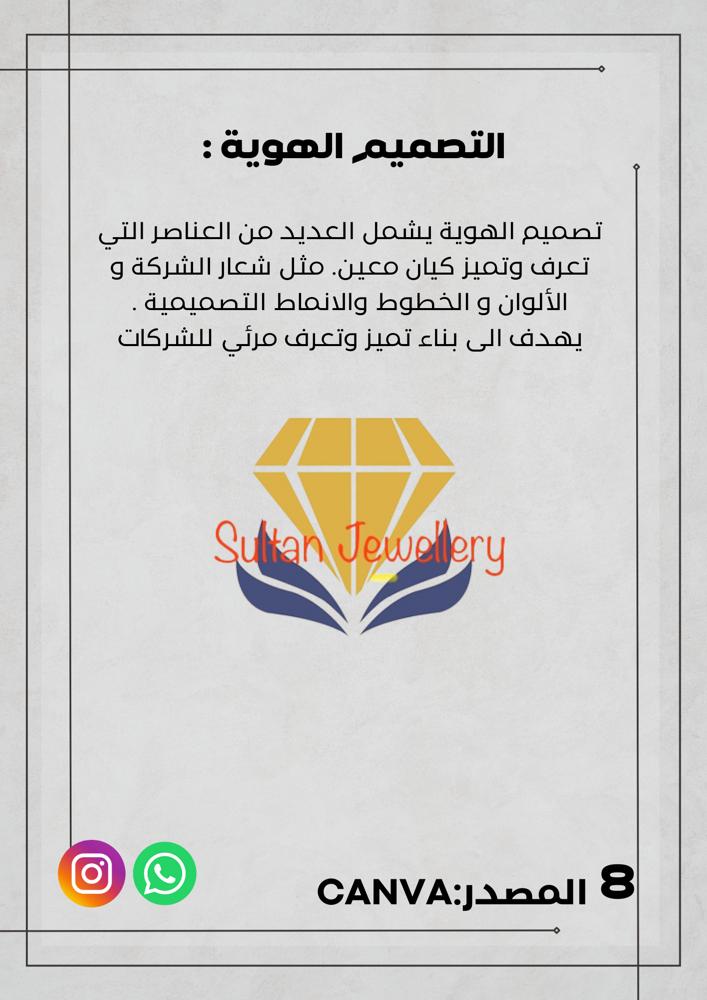 التصميم الهوية :
تصميم الهوية يشمل العديد من العناصر التي
تعرف وتميز كيان معين. مثل شعار الشركة و
الألوان و الخطوط والانماط التصميمية .
يهدف الى بناء تميز وتعرف مرئي للشركات
Sultan Jewellery
8
المصدر:CANVA